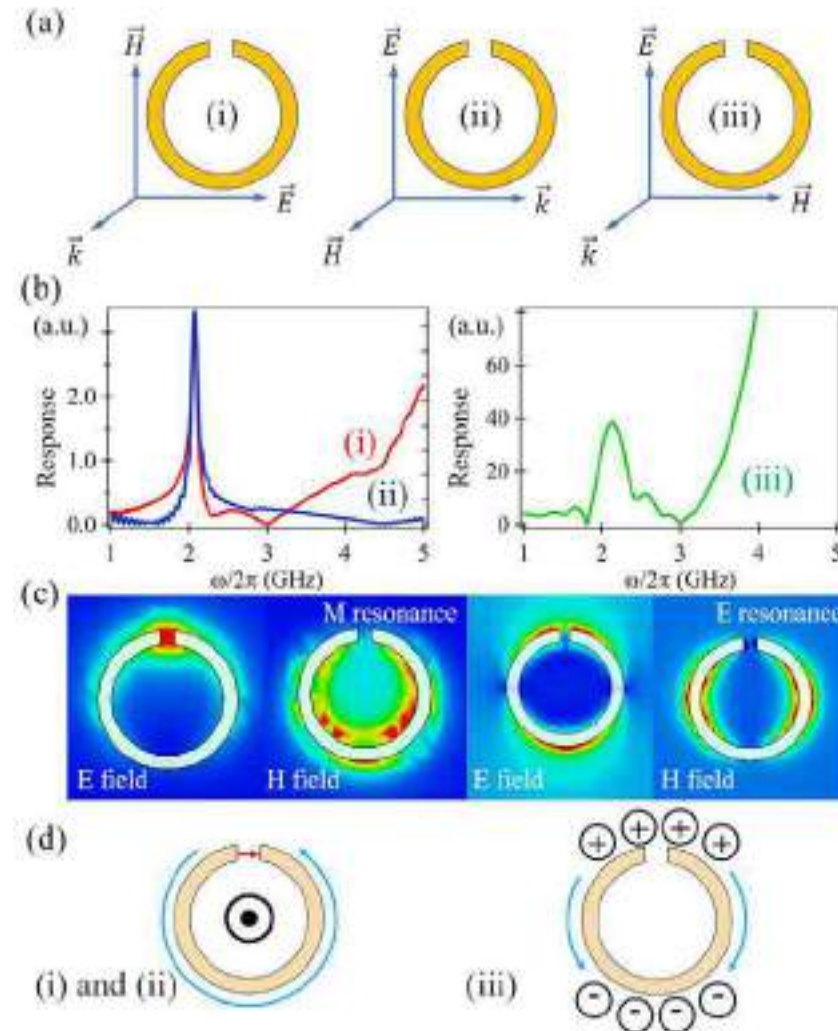 (a)
H⃗ (i) E⃗ k⃗
E⃗ (ii) k⃗ H⃗
E⃗ (iii) H⃗ k⃗
(b)
(a.u.)
Response
2.0
1.0
0.0
(i)
(ii)
1 2 3 4 5
ω/2π (GHz)
(a.u.)
Response
60
40
20
0
(iii)
1 2 3 4 5
ω/2π (GHz)
(c)
M resonance
E resonance
E field
H field
E field
H field
(d)
+ + + +
(i) and (ii)
(iii)
- - - -